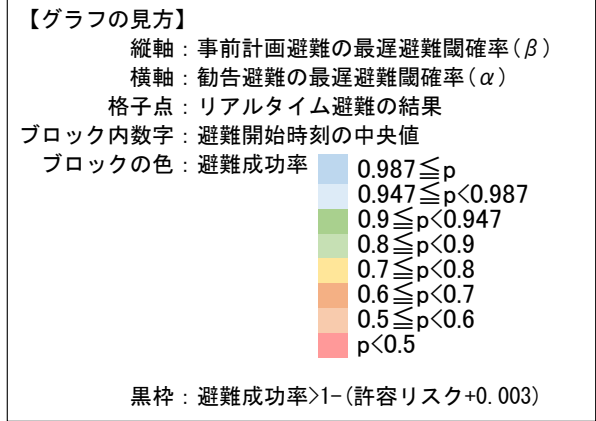 【グラフの見方】
縦軸：事前計画避難の最遅避難閾確率(β)
横軸：勧告避難の最遅避難閾確率(α)
格子点：リアルタイム避難の結果
ブロック内数字：避難開始時刻の中央値
ブロックの色：避難成功率
0.987≦p
0.947≦p<0.987
0.9≦p<0.947
0.8≦p<0.9
0.7≦p<0.8
0.6≦p<0.7
0.5≦p<0.6
p<0.5
黒枠：避難成功率>1-(許容リスク+0.003)